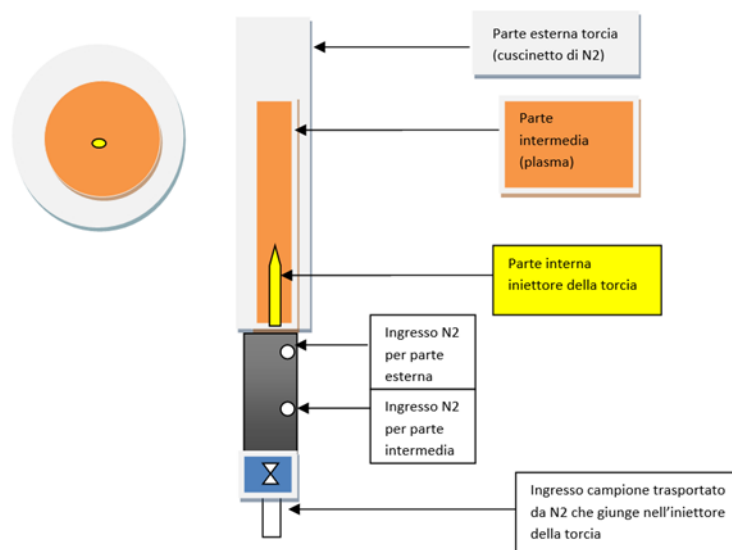 Parte esterna torcia
(cuscinetto di N2)
Parte
intermedia
(plasma)
Parte interna
iniettore della torcia
Ingresso N2
per parte
esterna
Ingresso N2
per parte
intermedia
Ingresso campione trasportato
da N2 che giunge nell’iniettore
della torcia